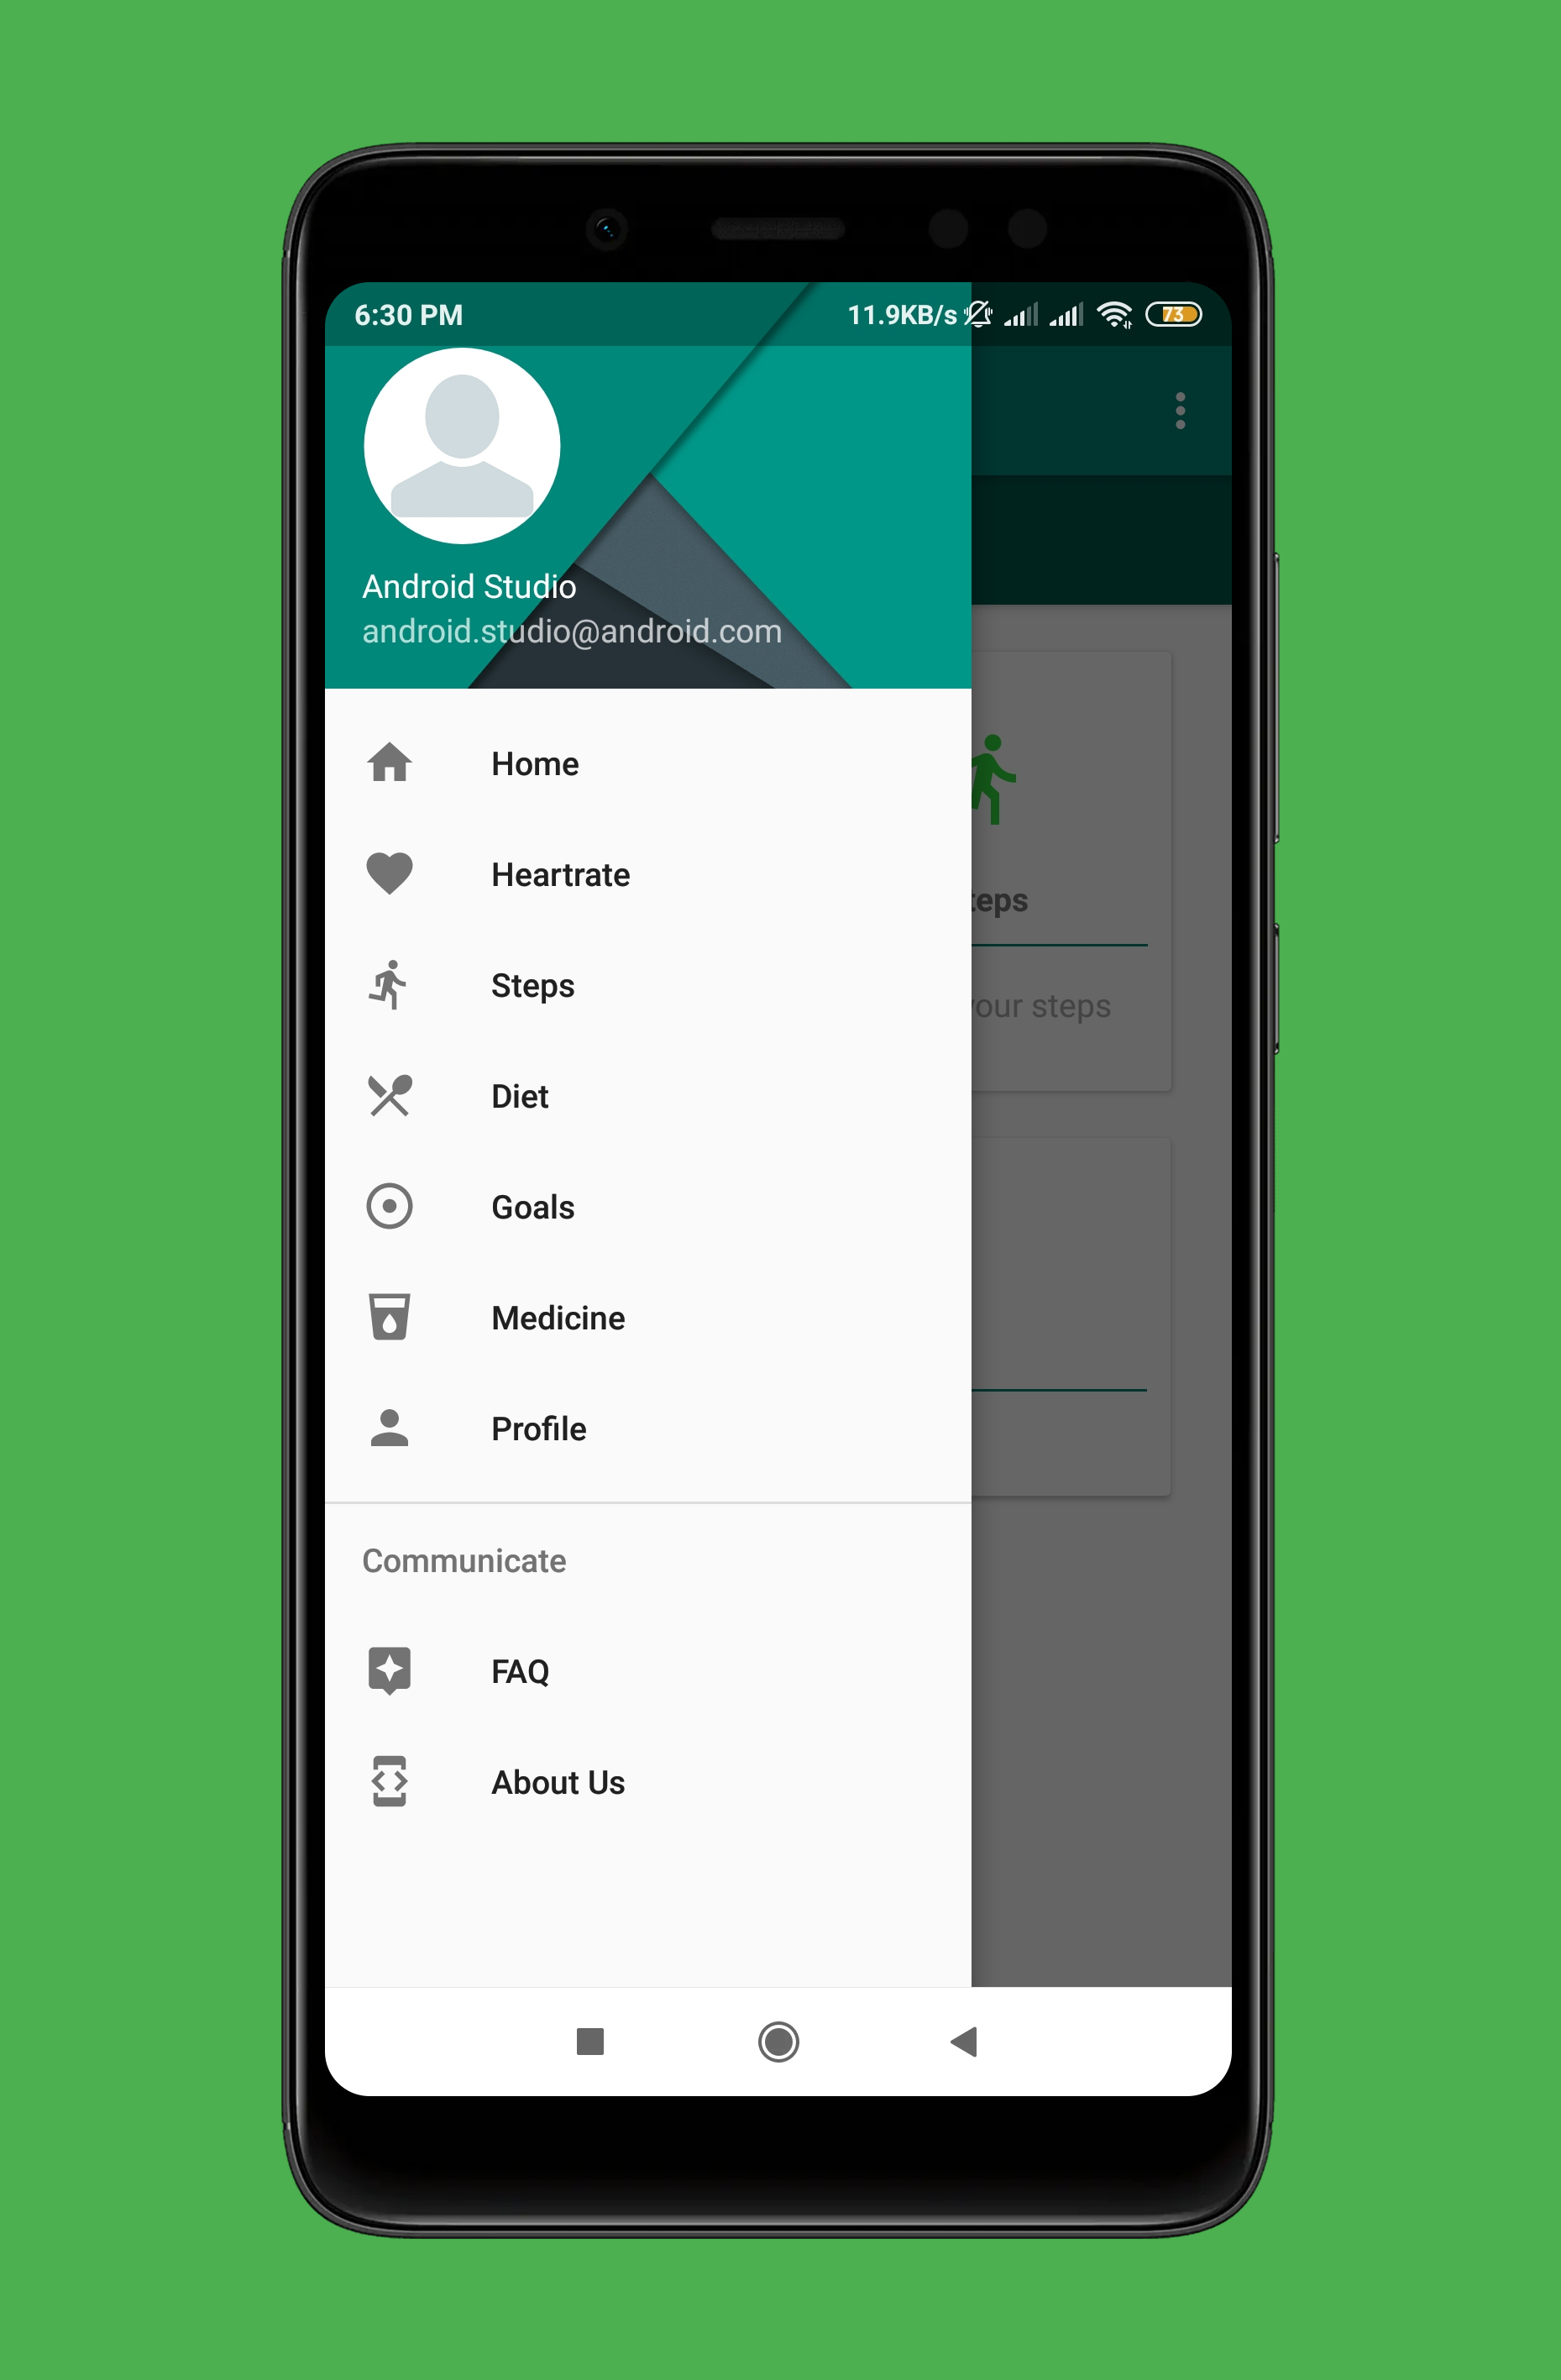 6:30 PM 11.9KB/s 73
Android Studio
android.studio@android.com
Home
Heartrate
teps
Steps
our steps
Diet
Goals
Medicine
Profile
Communicate
FAQ
About Us